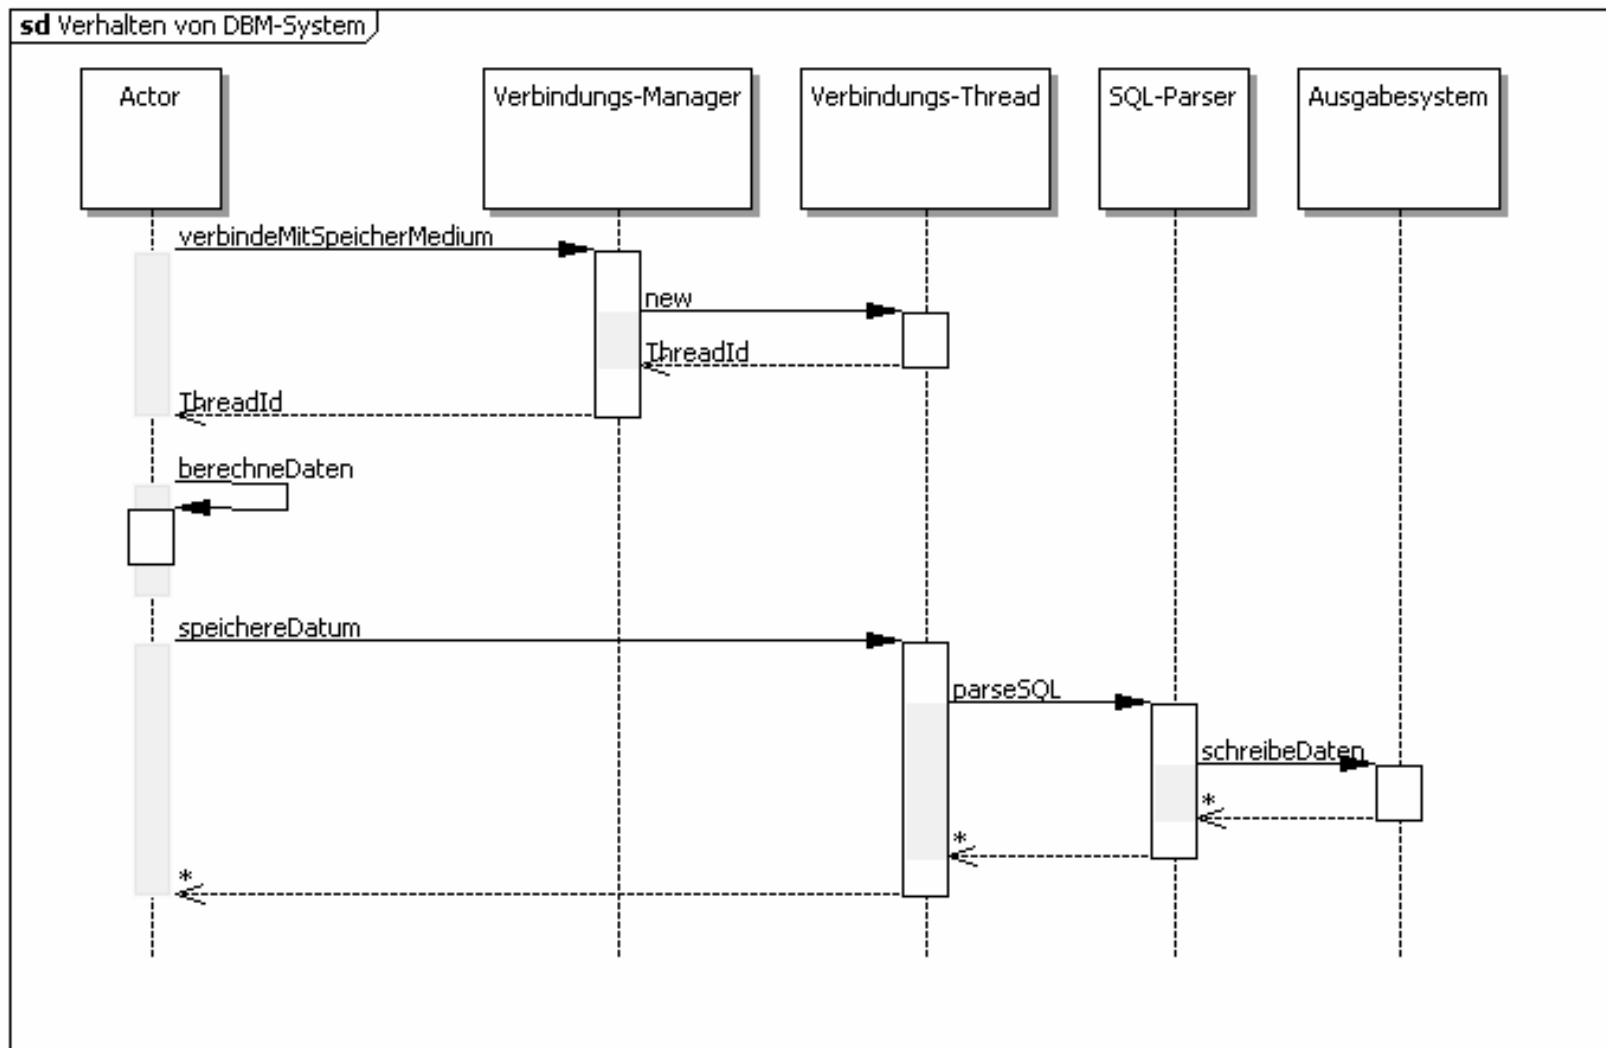 sd Verhalten von DBM-System
Actor
Verbindungs-Manager
Verbindungs-Thread
SQL-Parser
Ausgabesystem
verbindeMitSpeicherMedium
new
ThreadId
ThreadId
berechneDaten
speichereDatum
parseSQL
schreibeDaten
*
*
*